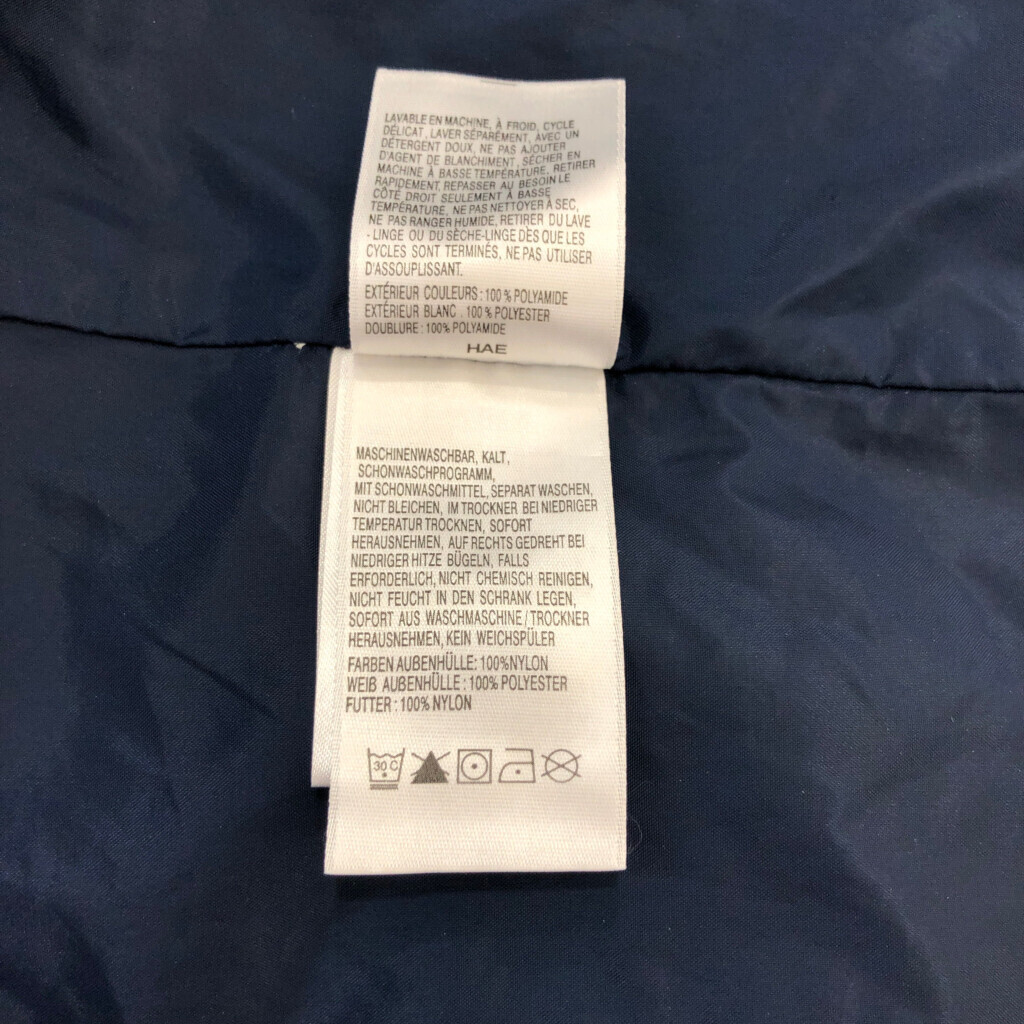 LAVABLE EN MACHINE, À FROID, CYCLE
DÉLICAT, LAVER SÉPARÉMENT, AVEC UN
DÉTERGENT DOUX, NE PAS AJOUTER
D'AGENT DE BLANCHIMENT, SÉCHER EN
MACHINE À BASSE TEMPÉRATURE, RETIRER
RAPIDEMENT, REPASSER AU BESOIN LE
CÔTÉ DROIT SEULEMENT À BASSE
TEMPÉRATURE, NE PAS NETTOYER À SEC,
NE PAS RANGER HUMIDE, RETIRER DU LAVE
-LINGE OU DU SÈCHE-LINGE DÈS QUE LES
CYCLES SONT TERMINÉS, NE PAS UTILISER
D'ASSOUPLISSANT.
EXTÉRIEUR COULEURS : 100 % POLYAMIDE
EXTÉRIEUR BLANC . 100 % POLYESTER
DOUBLURE : 100% POLYAMIDE
HAE
MASCHINENWASCHBAR, KALT,
SCHONWASCHPROGRAMM,
MIT SCHONWASCHMITTEL, SEPARAT WASCHEN,
NICHT BLEICHEN, IM TROCKNER BEI NIEDRIGER
TEMPERATUR TROCKNEN, SOFORT
HERAUSNEHMEN, AUF RECHTS GEDREHT BEI
NIEDRIGER HITZE BÜGELN, FALLS
ERFORDERLICH, NICHT CHEMISCH REINIGEN,
NICHT FEUCHT IN DEN SCHRANK LEGEN,
SOFORT AUS WASCHMASCHINE / TROCKNER
HERAUSNEHMEN, KEIN WEICHSPÜLER
FARBEN AUßENHÜLLE: 100%NYLON
WEIß AUßENHÜLLE : 100% POLYESTER
FUTTER : 100% NYLON
30 C